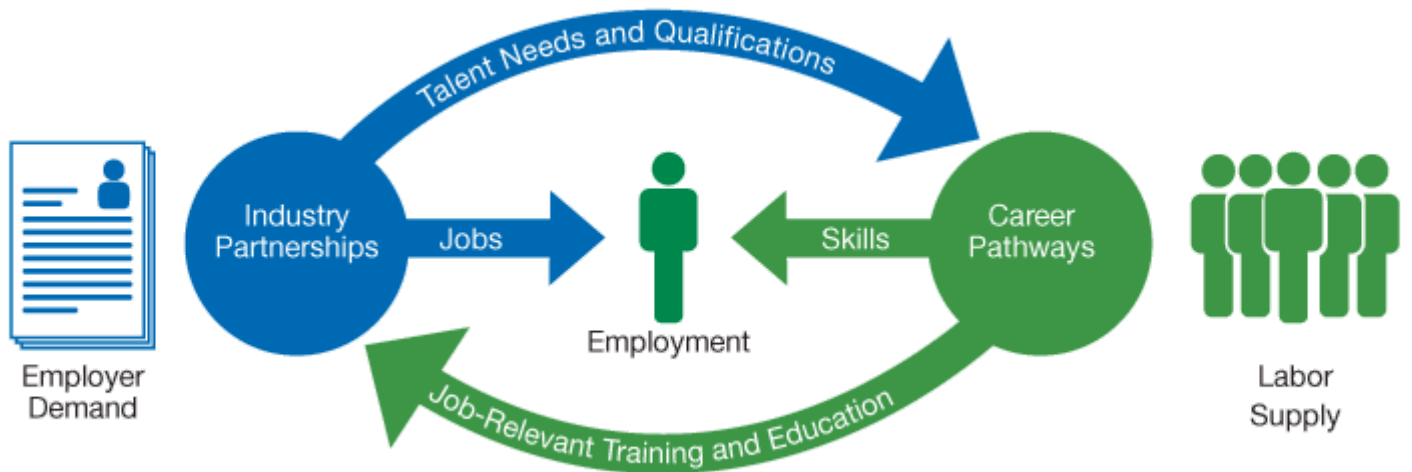 Talent Needs and Qualifications
Industry
Partnerships
Jobs
Skills
Career
Pathways
Employment
Employer
Demand
Job-Relevant Training and Education
Labor
Supply